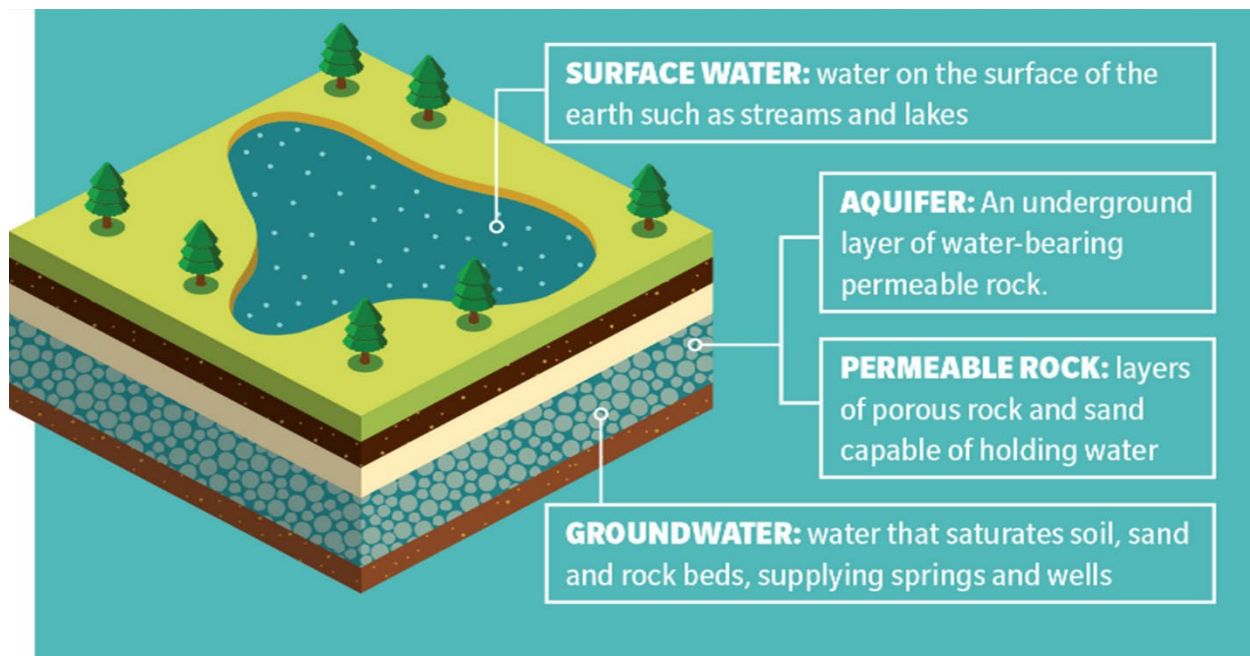 SURFACE WATER: water on the surface of the
earth such as streams and lakes
AQUIFER: An underground
layer of water-bearing
permeable rock.
PERMEABLE ROCK: layers
of porous rock and sand
capable of holding water
GROUNDWATER: water that saturates soil, sand
and rock beds, supplying springs and wells